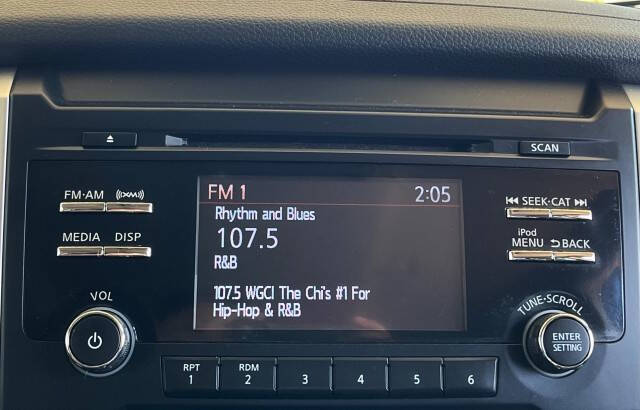 SCAN
FM·AM ((XM))
FM 1 2:05
SEEK·CAT
Rhythm and Blues
107.5
R&B
MEDIA DISP
iPod
MENU BACK
107.5 WGCI The Chi's #1 For
Hip-Hop & R&B
VOL
TUNE·SCROLL
ENTER
SETTING
RPT RDM
1 2 3 4 5 6